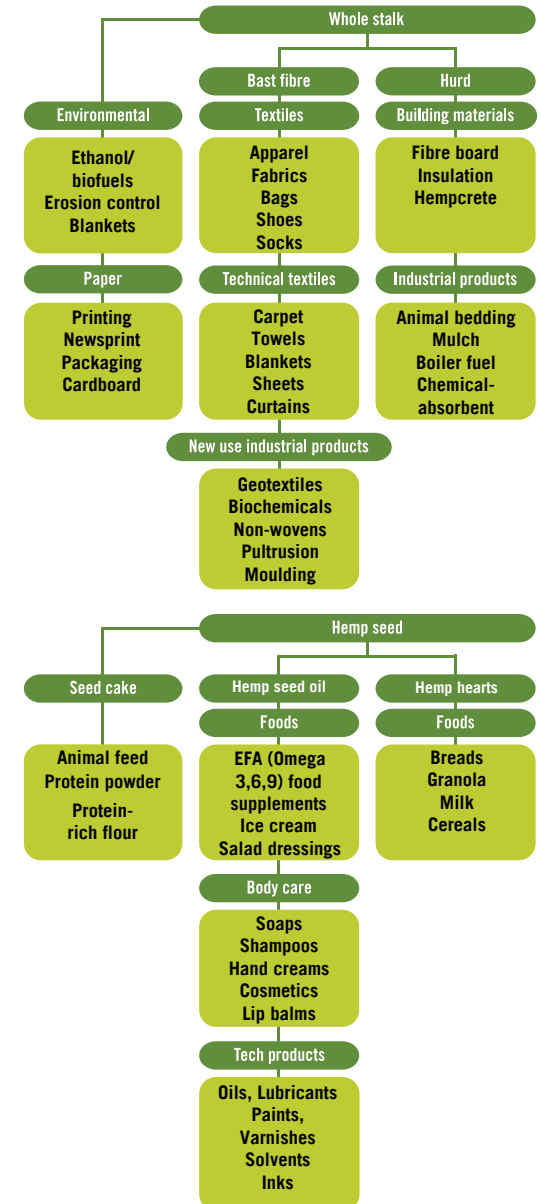 Whole stalk
Bast fibre
Hurd
Environmental
Textiles
Building materials
Ethanol/
biofuels
Erosion control
Blankets
Apparel
Fabrics
Bags
Shoes
Socks
Fibre board
Insulation
Hempcrete
Paper
Technical textiles
Industrial products
Printing
Newsprint
Packaging
Cardboard
Carpet
Towels
Blankets
Sheets
Curtains
Animal bedding
Mulch
Boiler fuel
Chemical-
absorbent
New use industrial products
Geotextiles
Biochemicals
Non-wovens
Pultrusion
Moulding
Hemp seed
Seed cake
Hemp seed oil
Hemp hearts
Foods
Foods
Animal feed
Protein powder
Protein-
rich flour
EFA (Omega
3,6,9) food
supplements
Ice cream
Salad dressings
Breads
Granola
Milk
Cereals
Body care
Soaps
Shampoos
Hand creams
Cosmetics
Lip balms
Tech products
Oils, Lubricants
Paints,
Varnishes
Solvents
Inks